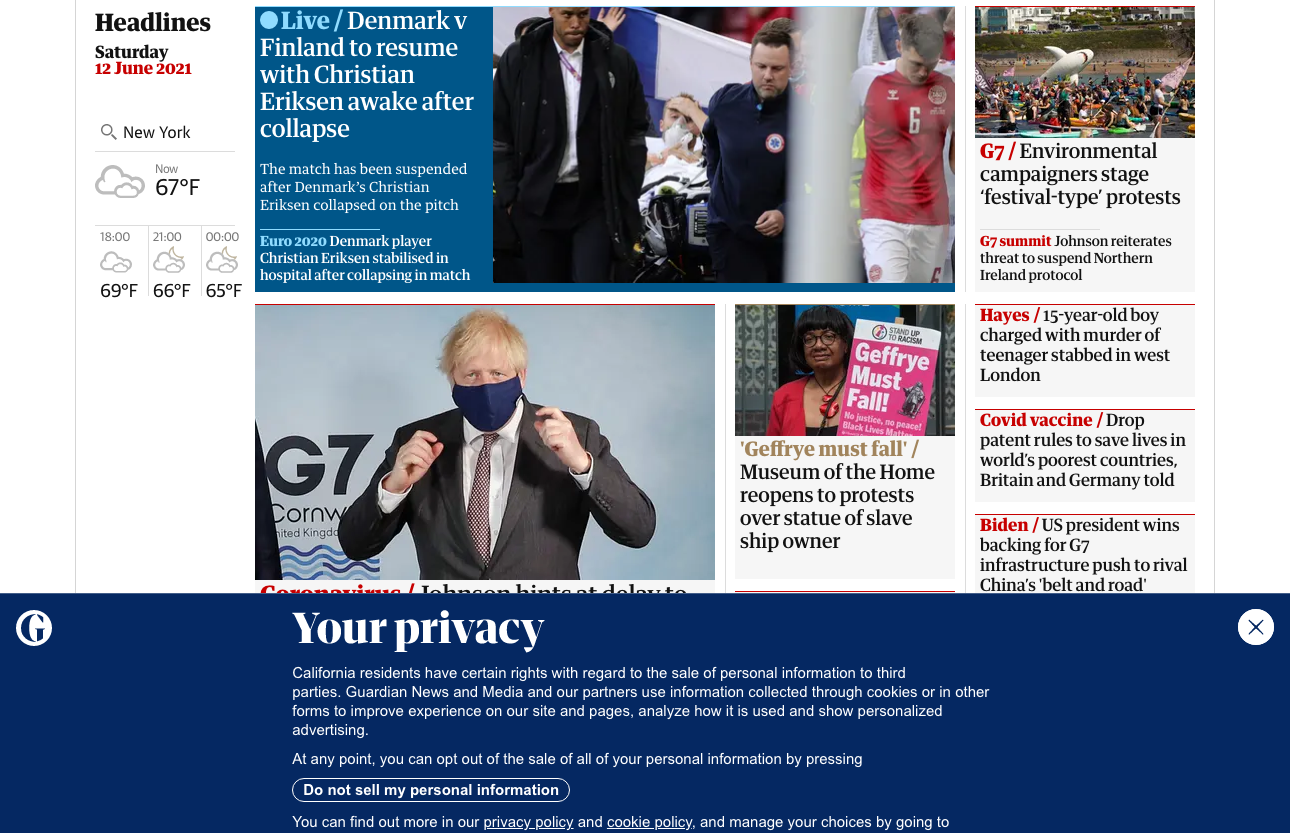 Headlines
Saturday
12 June 2021
New York
Now
67°F
18:00
21:00
00:00
69°F
66°F
65°F
Live / Denmark v
Finland to resume
with Christian
Eriksen awake after
collapse
The match has been suspended
after Denmark's Christian
Eriksen collapsed on the pitch
Euro 2020 Denmark player
Christian Eriksen stabilised in
hospital after collapsing in match
6
6
G7 / Environmental
campaigners stage
'festival-type' protests
G7 summit Johnson reiterates
threat to suspend Northern
Ireland protocol
G7
Cornw
nited Kingdo
Coronavirus / Johnson hints at delay to
STAND UP
TO RACISM
Geffrye
Must
Fall!
No justice, no peace!
Black Lives Matter
'Geffrye must fall' /
Museum of the Home
reopens to protests
over statue of slave
ship owner
Hayes / 15-year-old boy
charged with murder of
teenager stabbed in west
London
Covid vaccine / Drop
patent rules to save lives in
world's poorest countries,
Britain and Germany told
Biden / US president wins
backing for G7
infrastructure push to rival
China's 'belt and road'
Your privacy
California residents have certain rights with regard to the sale of personal information to third
parties. Guardian News and Media and our partners use information collected through cookies or in other
forms to improve experience on our site and pages, analyze how it is used and show personalized
advertising.
At any point, you can opt out of the sale of all of your personal information by pressing
Do not sell my personal information
You can find out more in our privacy policy and cookie policy, and manage your choices by going to